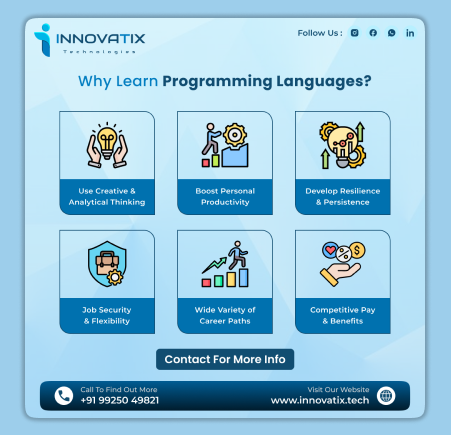 INNOVATIX
Technologies
Follow Us :
Why Learn Programming Languages?
Use Creative &
Analytical Thinking
Boost Personal
Productivity
Develop Resilience
& Persistence
Job Security
& Flexibility
Wide Variety of
Career Paths
Competitive Pay
& Benefits
Contact For More Info
Call To Find Out More
+91 99250 49821
Visit Our Website
www.innovatix.tech